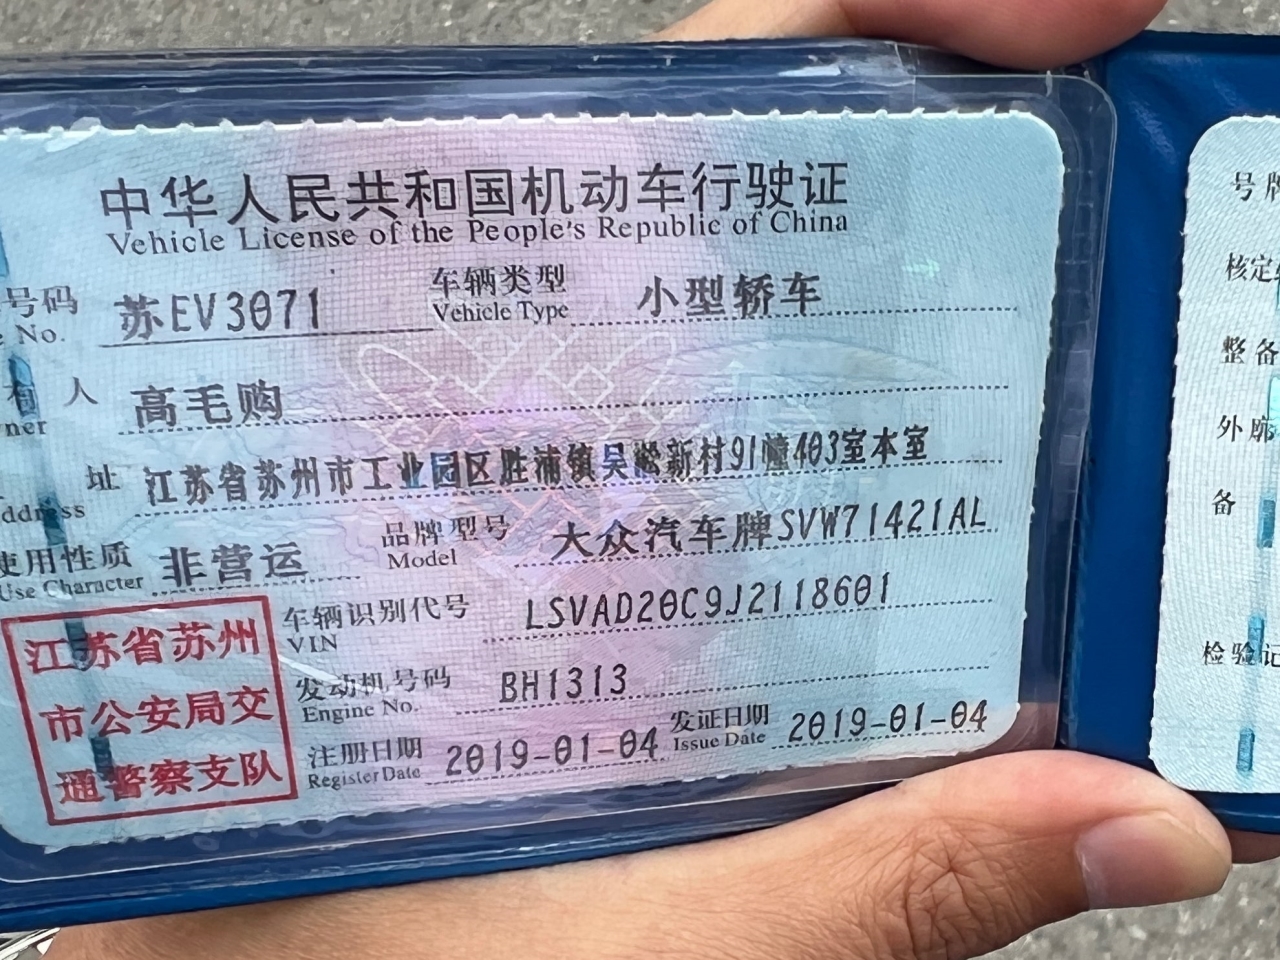 中华人民共和国机动车行驶证
Vehicle License of the People's Republic of China
号码 苏EV3071 车辆类型 小型轿车
No. Vehicle Type
有人 高毛购
ner
址 江苏省苏州市工业园区胜浦镇吴淞新村91幢403室本室
ddress
使用性质 非营运 品牌型号 大众汽车牌SVW71421AL
Use Character Model
车辆识别代号 LSVAD20C9J2118601
VIN
发动机号码 BH1313
Engine No.
注册日期 2019-01-04 发证日期 2019-01-04
Register Date Issue Date
江苏省苏州
市公安局交
通警察支队
号牌
核定
整备
外廓
备
检验记